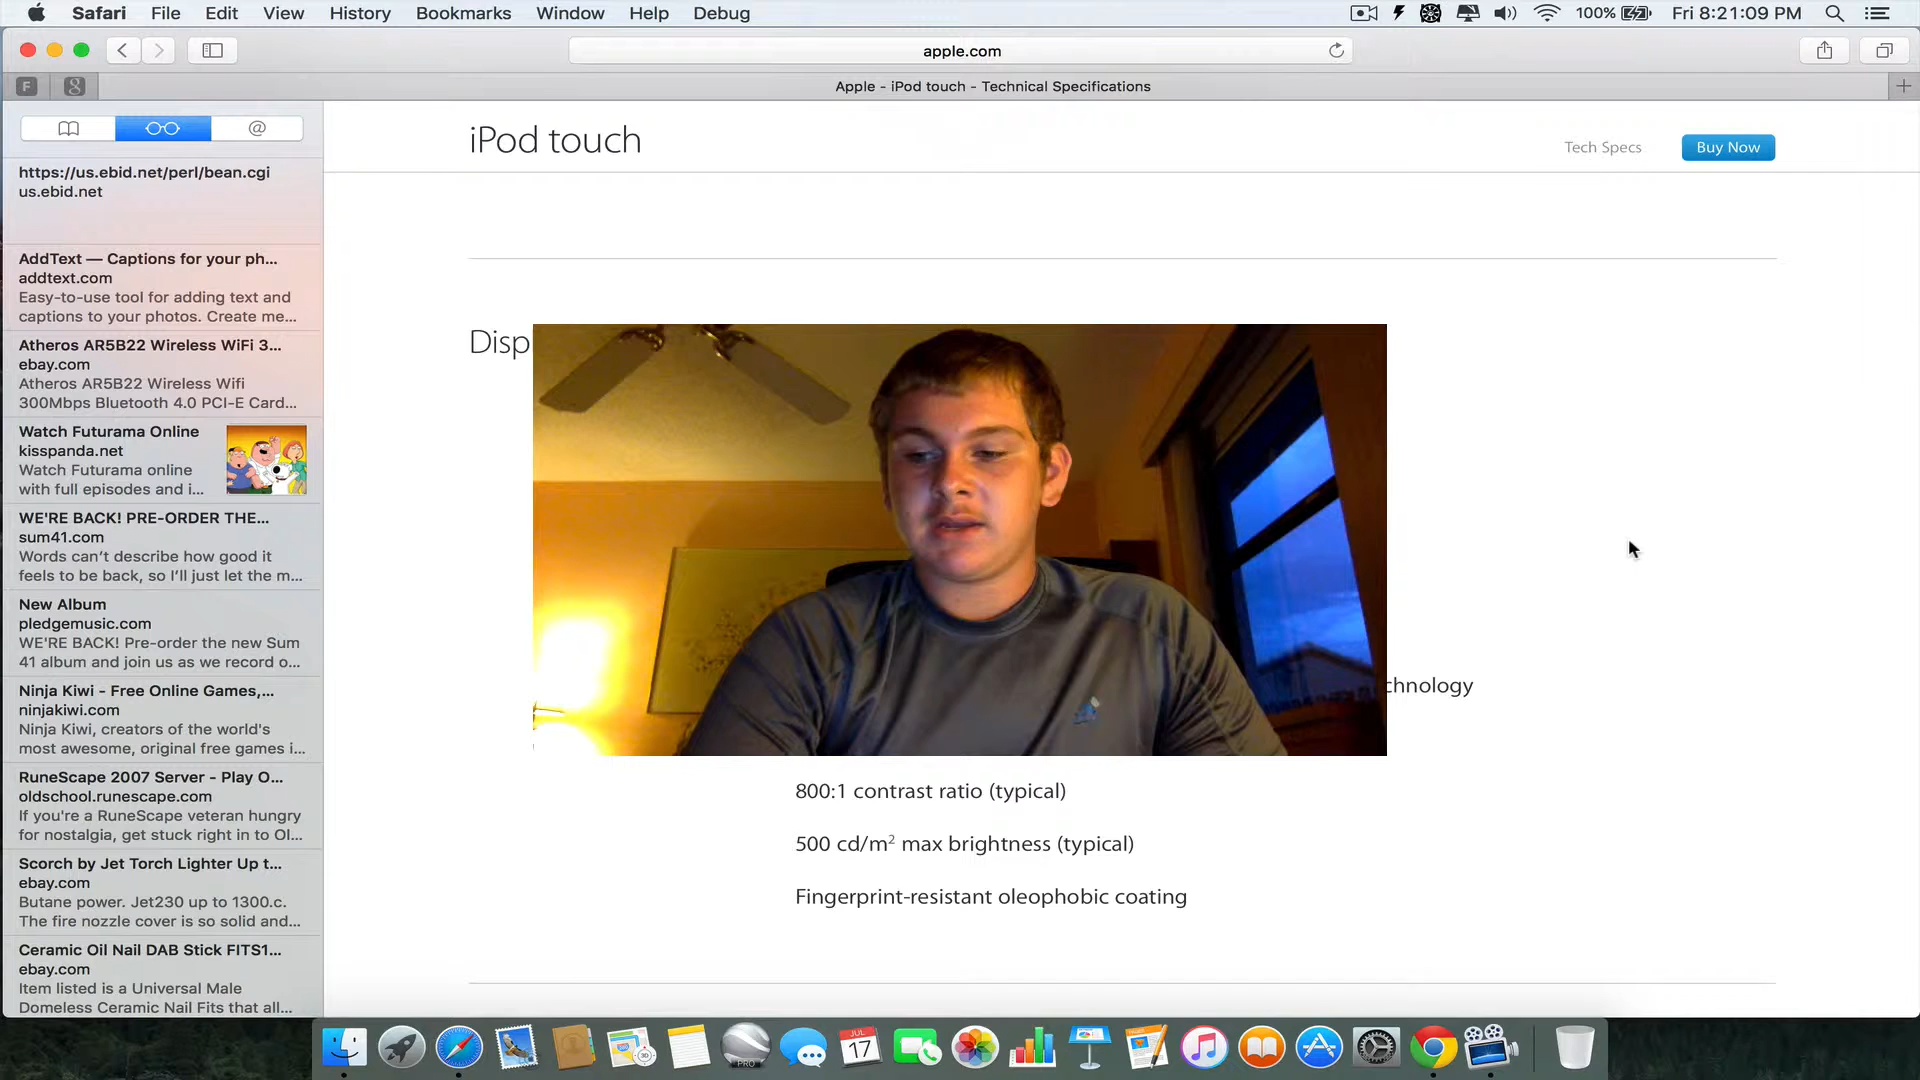 Safari File Edit View History Bookmarks Window Help Debug 100% Fri 8:21:09 PM
apple.com
F 8 Apple - iPod touch - Technical Specifications
@
iPod touch
Tech Specs Buy Now
https://us.ebid.net/perl/bean.cgi
us.ebid.net
AddText — Captions for your ph...
addtext.com
Easy-to-use tool for adding text and
captions to your photos. Create me...
Atheros AR5B22 Wireless WiFi 3...
ebay.com
Atheros AR5B22 Wireless Wifi
300Mbps Bluetooth 4.0 PCI-E Card...
Watch Futurama Online
kisspanda.net
Watch Futurama online
with full episodes and i...
WE'RE BACK! PRE-ORDER THE...
sum41.com
Words can’t describe how good it
feels to be back, so I’ll just let the m...
New Album
pledgemusic.com
WE'RE BACK! Pre-order the new Sum
41 album and join us as we record o...
Ninja Kiwi - Free Online Games,...
ninjakiwi.com
Ninja Kiwi, creators of the world's
most awesome, original free games i...
RuneScape 2007 Server - Play O...
oldschool.runescape.com
If you're a RuneScape veteran hungry
for nostalgia, get stuck right in to Ol...
Scorch by Jet Torch Lighter Up t...
ebay.com
Butane power. Jet230 up to 1300.c.
The fire nozzle cover is so solid and...
Ceramic Oil Nail DAB Stick FITS1...
ebay.com
Item listed is a Universal Male
Domeless Ceramic Nail Fits that all...
Disp
chnology
800:1 contrast ratio (typical)
500 cd/m² max brightness (typical)
Fingerprint-resistant oleophobic coating
PRO
JUL
17